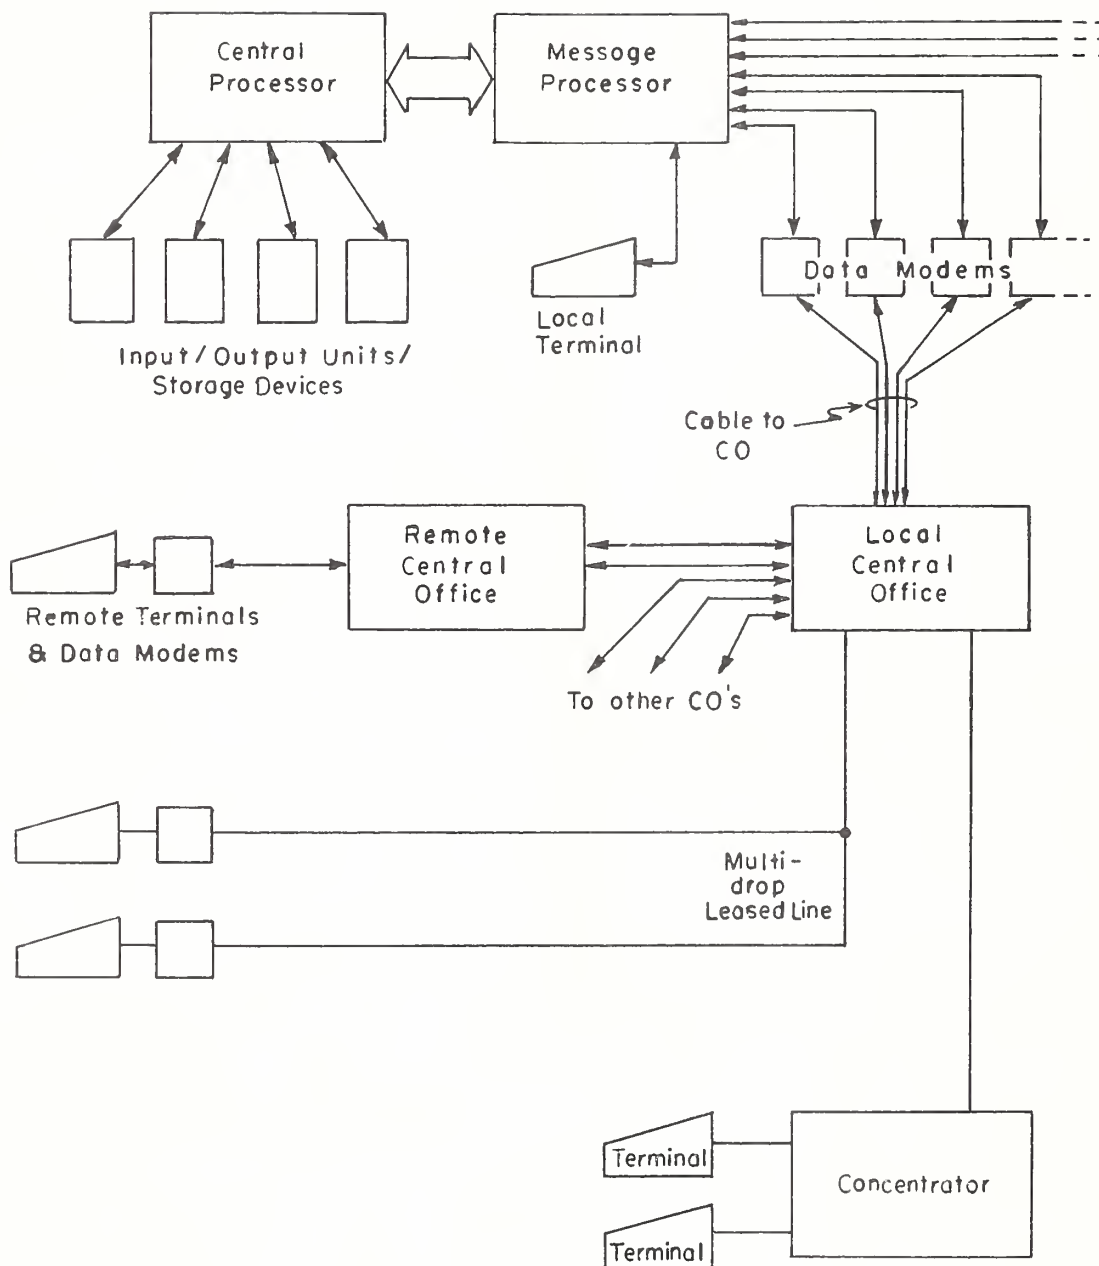 Central
Processor
Message
Processor
Data Modems
Local
Terminal
Input/Output Units/
Storage Devices
Cable to
CO
Remote
Central
Office
Local
Central
Office
Remote Terminals
& Data Modems
To other CO's
Multi-
drop
Leased Line
Terminal
Concentrator
Terminal